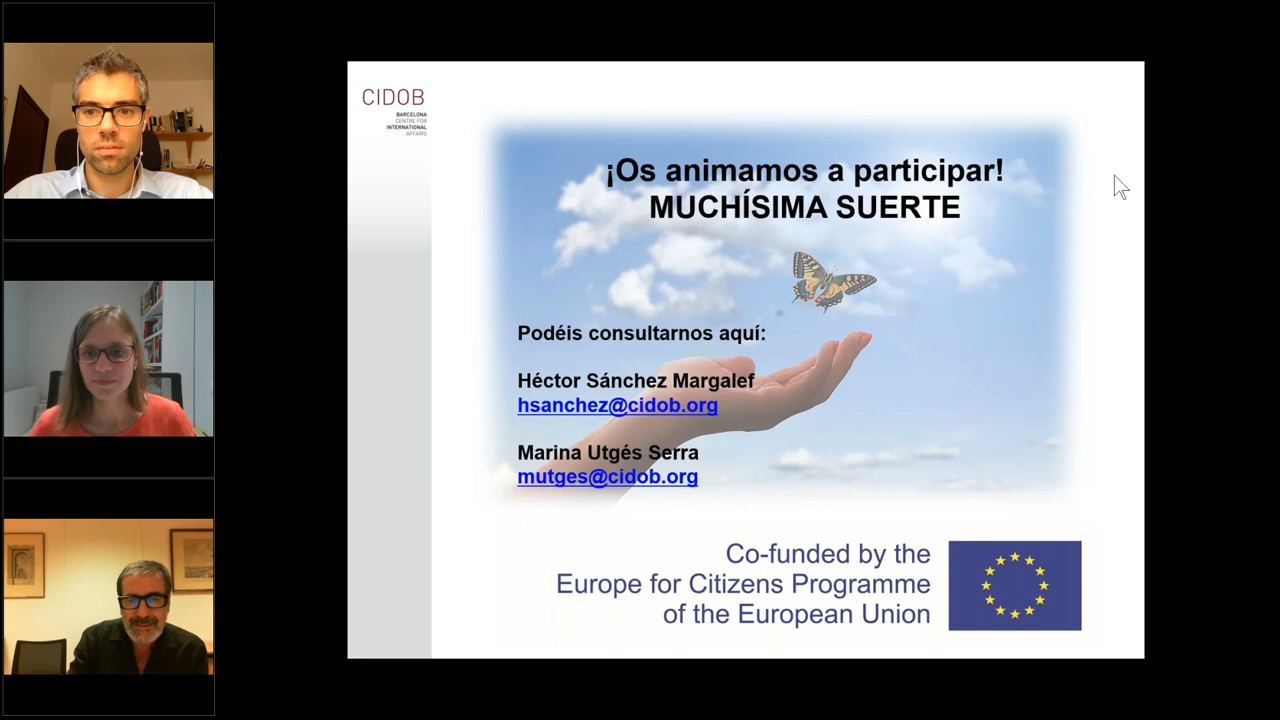 CIDOB
BARCELONA
CENTRE FOR
INTERNATIONAL
AFFAIRS
¡Os animamos a participar!
MUCHÍSIMA SUERTE
Podéis consultarnos aquí:
Héctor Sánchez Margalef
hsanchez@cidob.org
Marina Utgés Serra
mutges@cidob.org
Co-funded by the
Europe for Citizens Programme
of the European Union